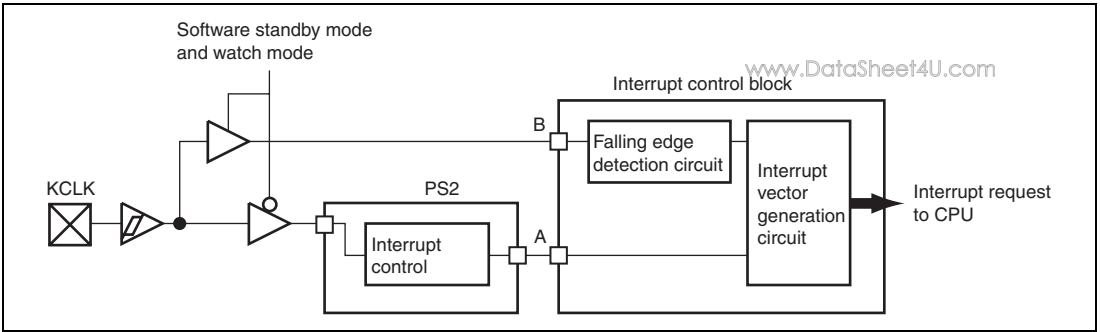 Software standby mode
and watch mode
www.DataSheet4U.com
Interrupt control block
B
Falling edge
detection circuit
KCLK
PS2
Interrupt
vector
generation
circuit
Interrupt request
to CPU
A
Interrupt
control